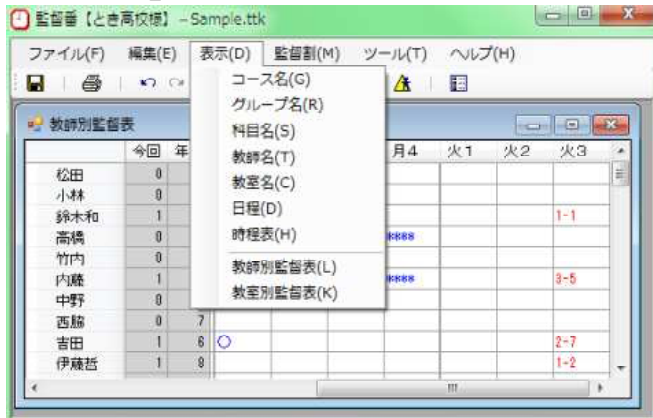 監督番【とき高校様】 - Sample.ttk
ファイル(F) 編集(E) 表示(D) 監督割(M) ツール(T) ヘルプ(H)
コース名(G)
グループ名(R)
科目名(S)
教師名(T)
教室名(C)
日程(D)
時程表(H)
教師別監督表(L)
教室別監督表(K)
教師別監督表
今回 年 月4 火1 火2 火3
松田 0
小林 0
鈴木和 1 1-1
高橋 0
竹内 0
内藤 1 3-5
中野 0
西脇 0 7
吉田 1 6 ○ 2-7
伊藤哲 1 8 1-2